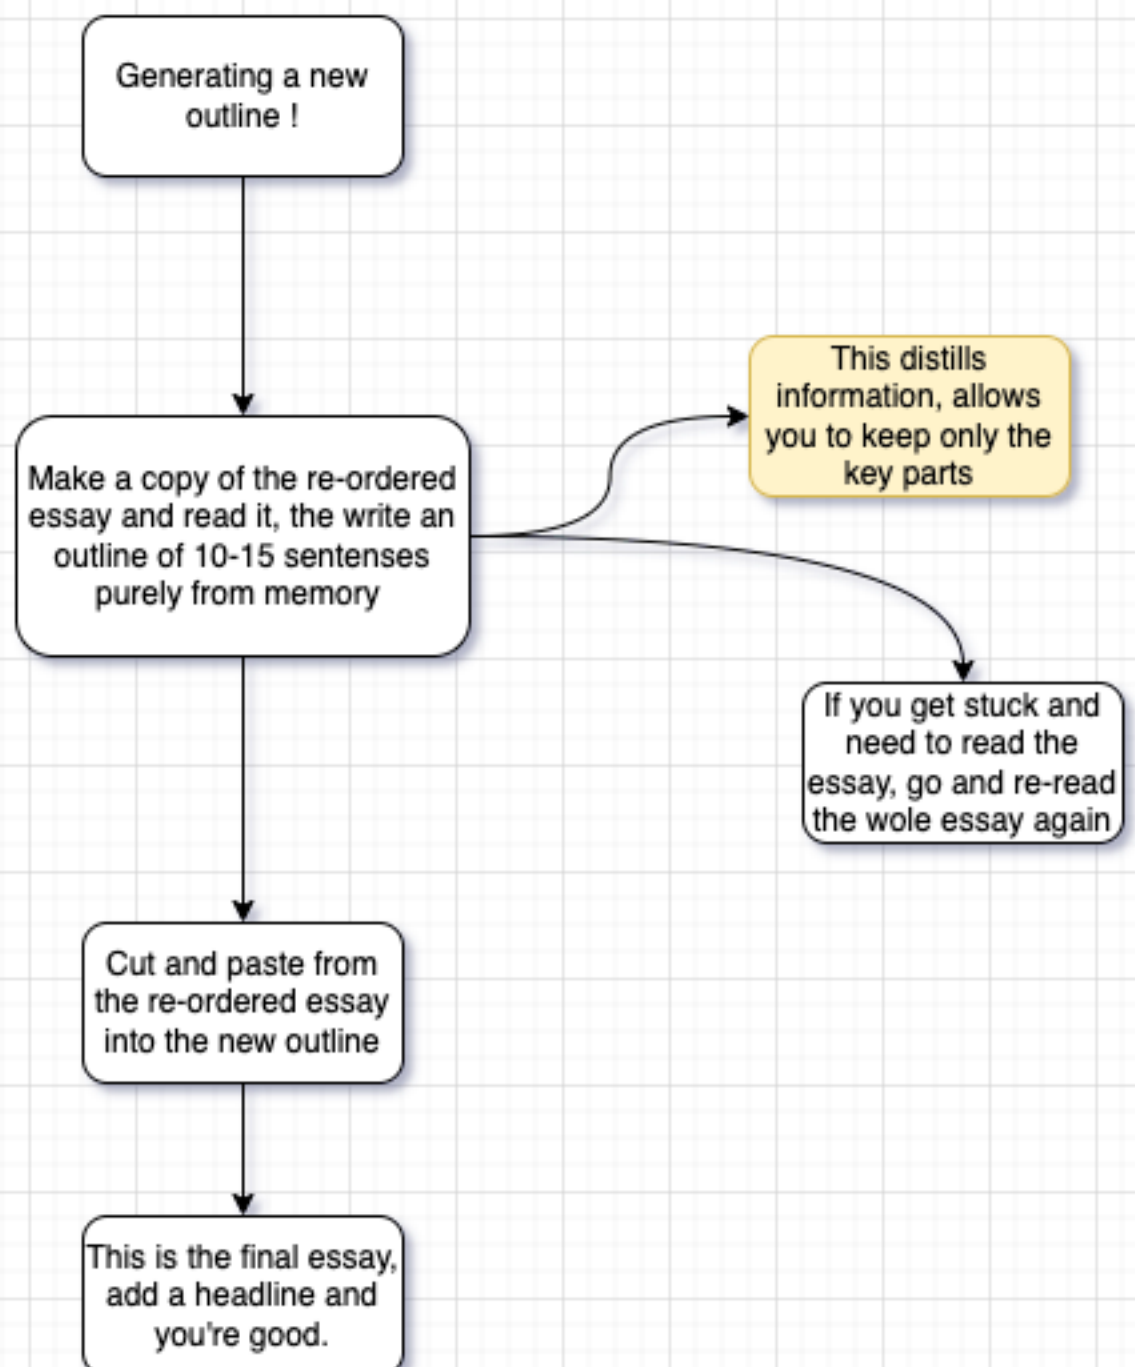 Generating a new
outline !
This distills
information, allows
you to keep only the
key parts
Make a copy of the re-ordered
essay and read it, the write an
outline of 10-15 sentenses
purely from memory
If you get stuck and
need to read the
essay, go and re-read
the wole essay again
Cut and paste from
the re-ordered essay
into the new outline
This is the final essay,
add a headline and
you're good.